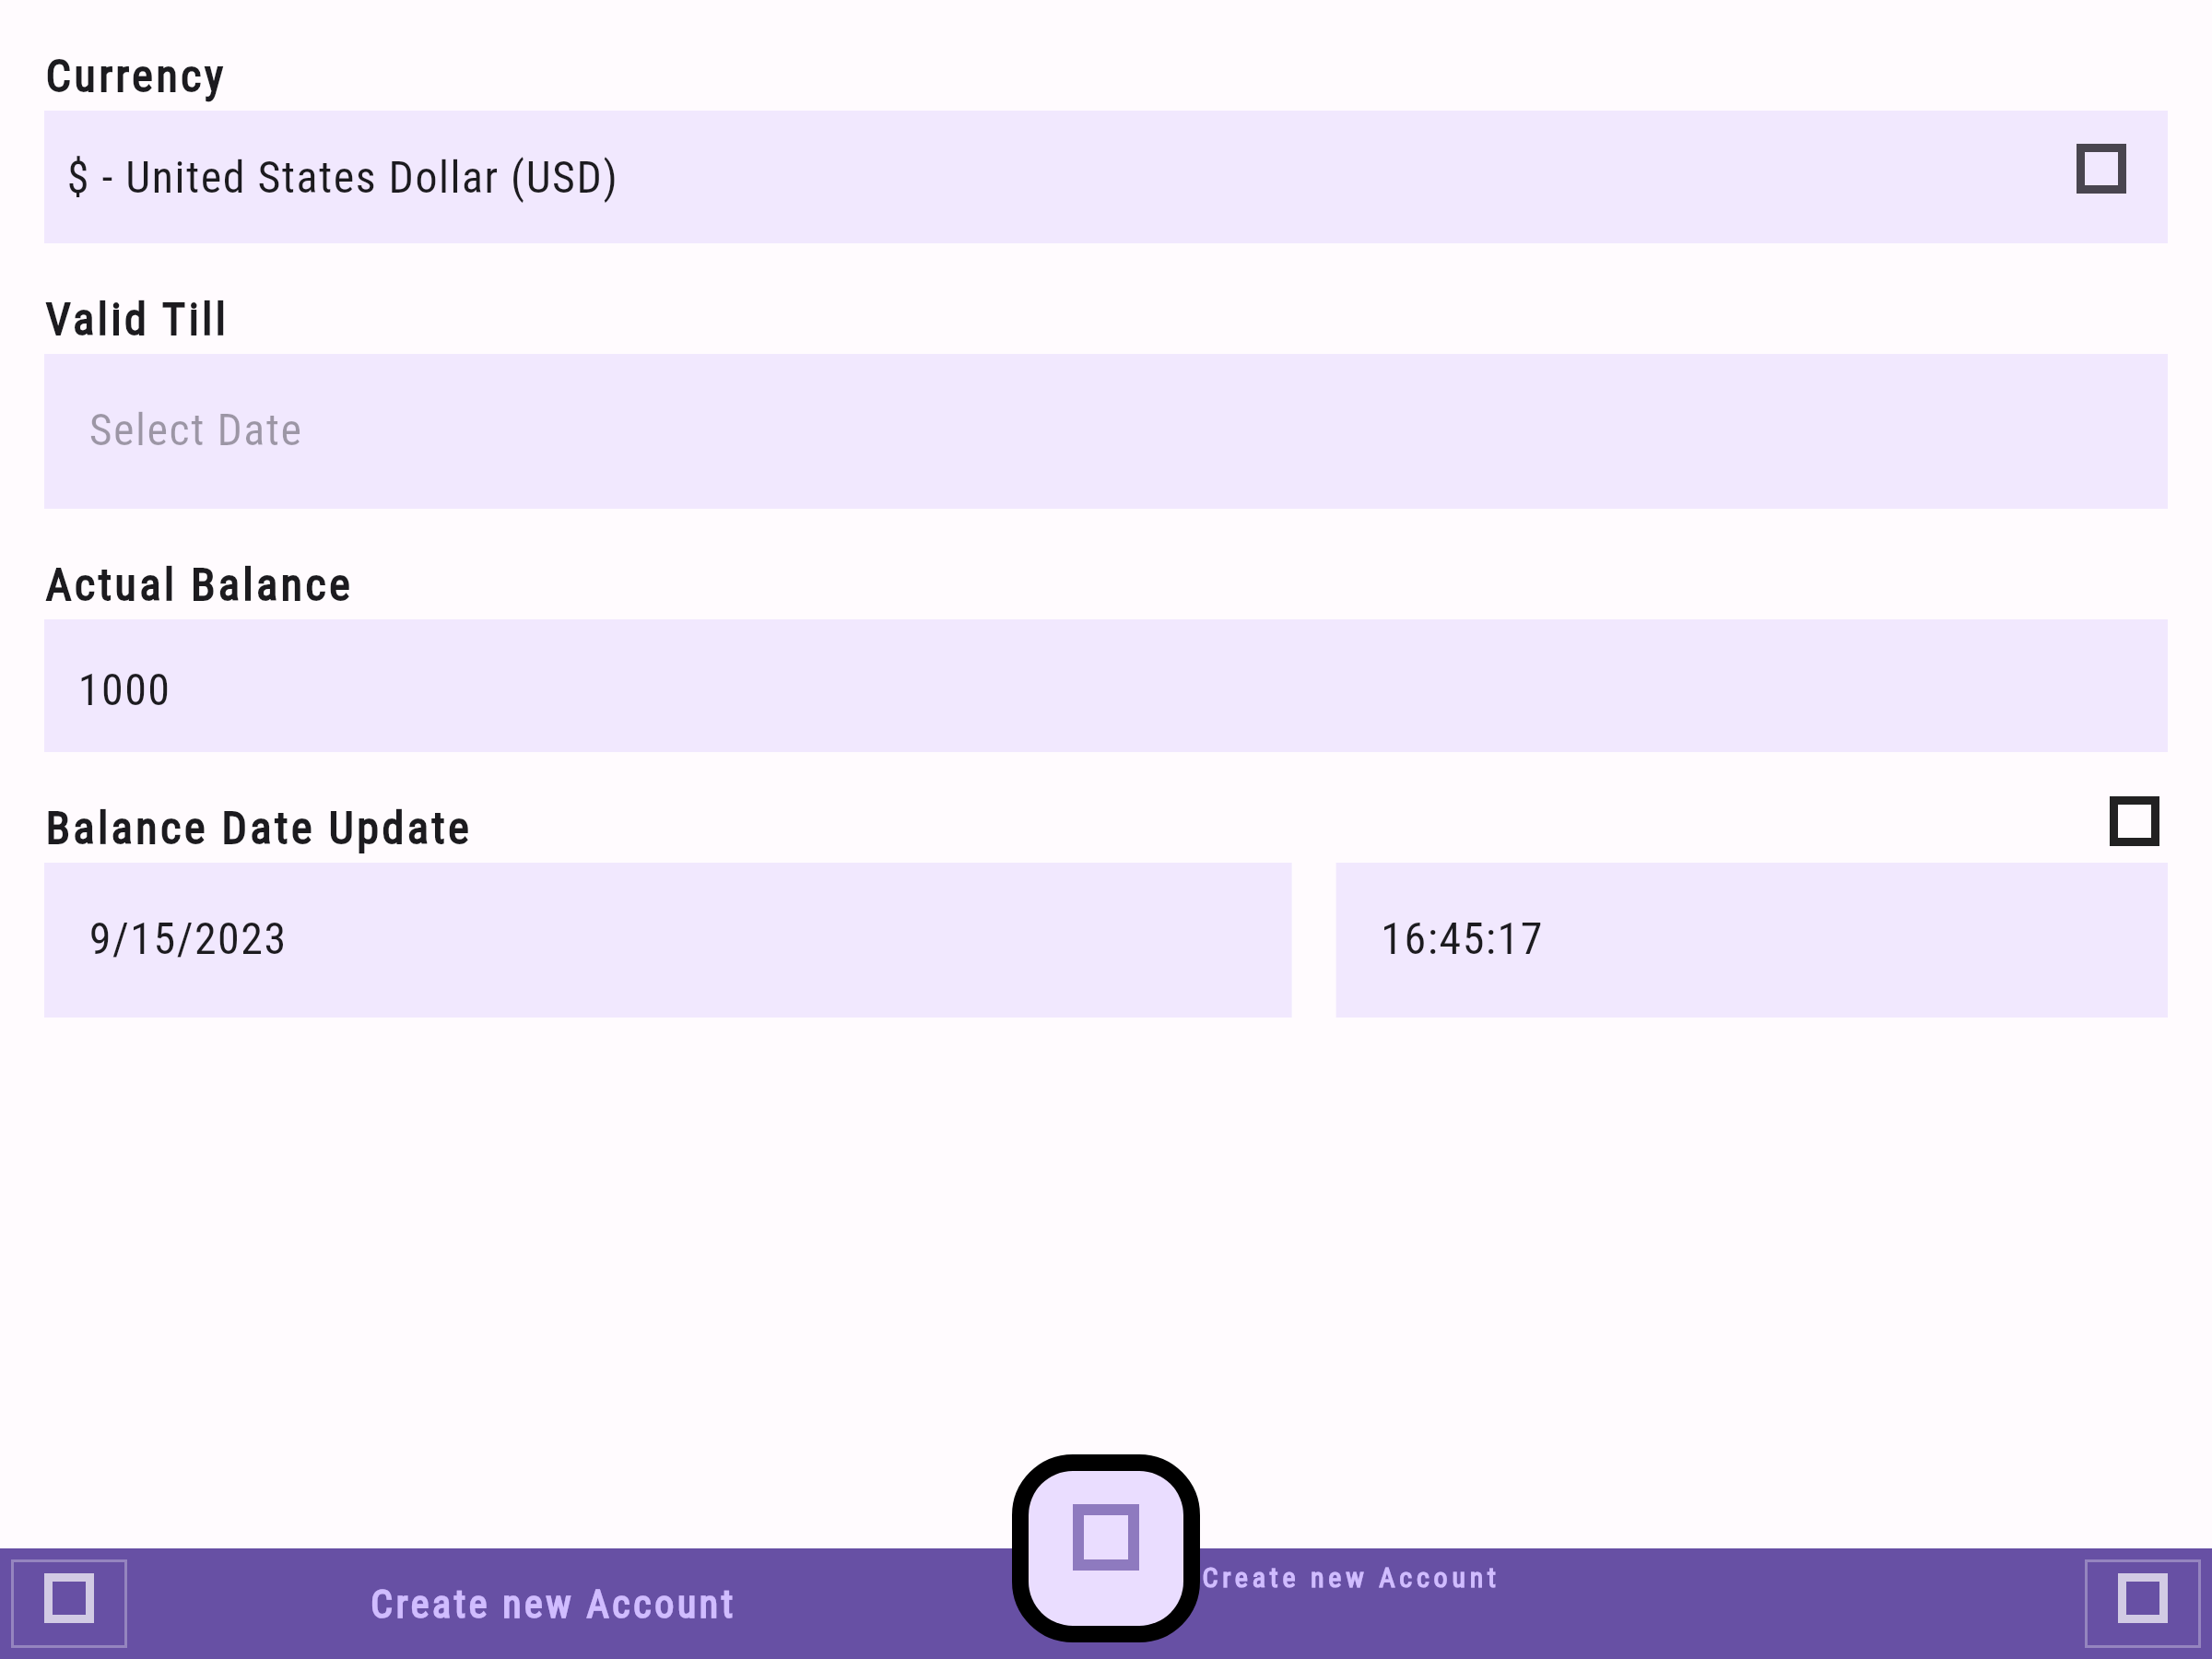 Currency
$ - United States Dollar (USD)
Valid Till
Select Date
Actual Balance
1000
Balance Date Update
9/15/2023
16:45:17
Create new Account
Create new Account